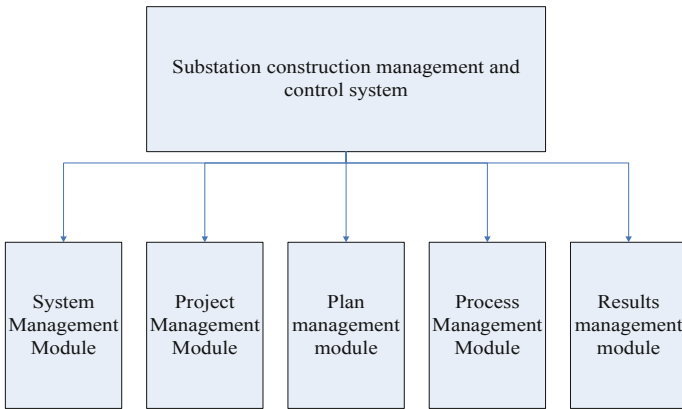 Substation construction management and
control system
System
Management
Module
Project
Management
Module
Plan
management
module
Process
Management
Module
Results
management
module